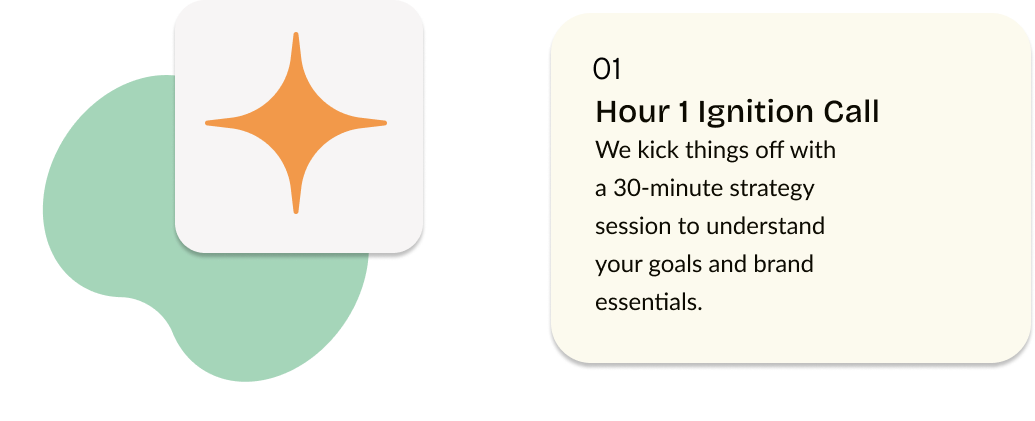 01
Hour 1 Ignition Call
We kick things off with
a 30-minute strategy
session to understand
your goals and brand
essentials.